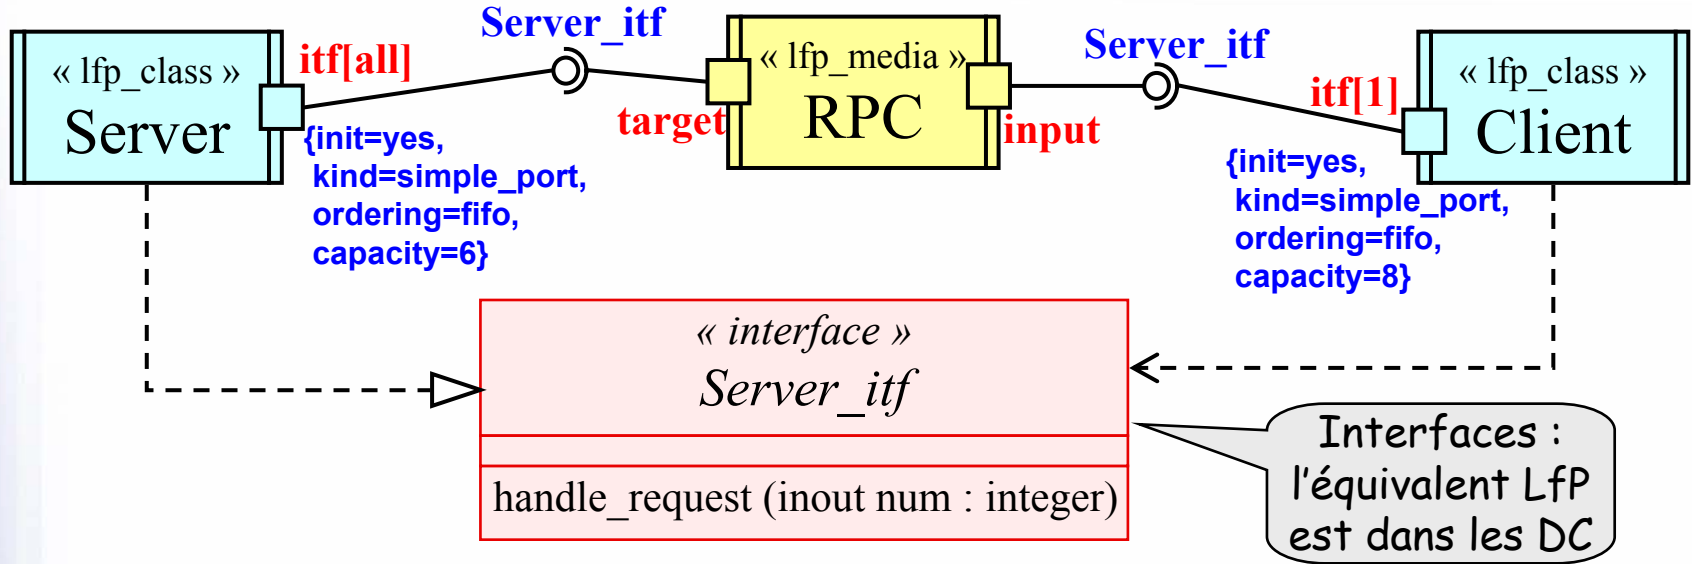 Server_itf
« lfp_class »
Server
itf[all]
{init=yes,
kind=simple_port,
ordering=fifo,
capacity=6}
target
« lfp_media »
RPC
input
Server_itf
itf[1]
{init=yes,
kind=simple_port,
ordering=fifo,
capacity=8}
« lfp_class »
Client
« interface »
Server_itf
handle_request (inout num : integer)
Interfaces :
l'équivalent LfP
est dans les DC